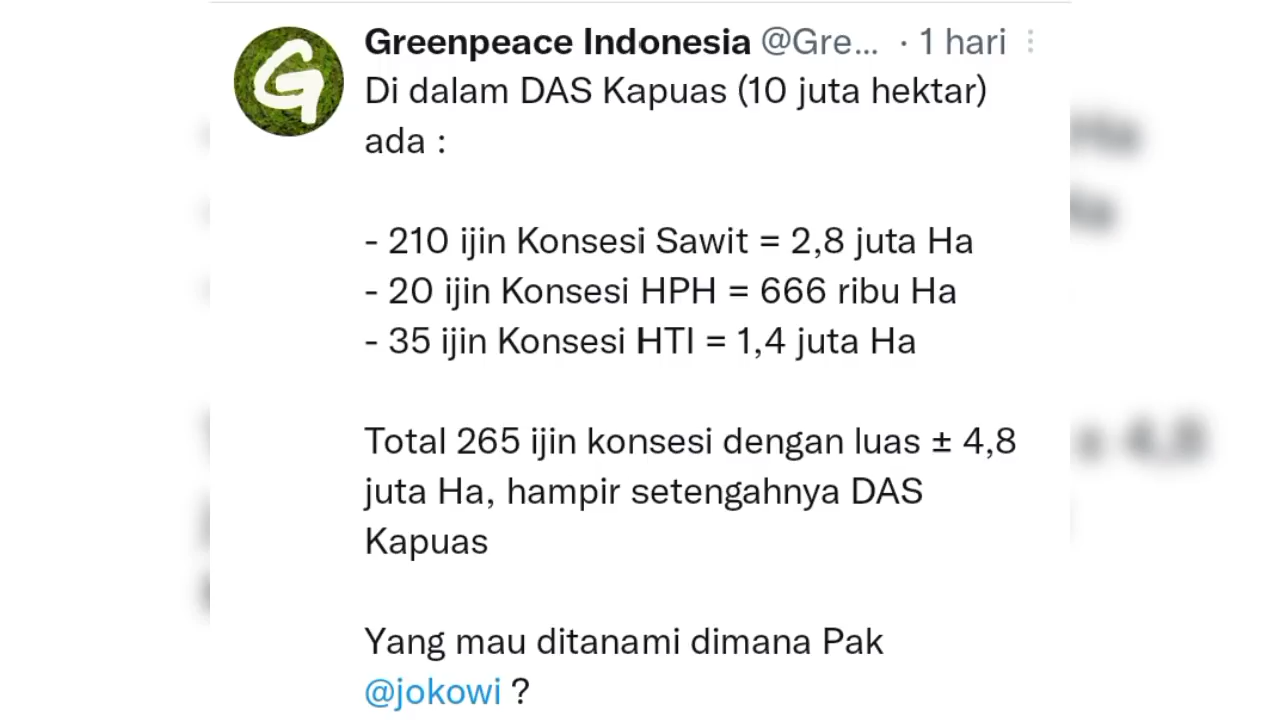 Greenpeace Indonesia @Gre... · 1 hari
Di dalam DAS Kapuas (10 juta hektar)
ada :
- 210 ijin Konsesi Sawit = 2,8 juta Ha
- 20 ijin Konsesi HPH = 666 ribu Ha
- 35 ijin Konsesi HTI = 1,4 juta Ha
Total 265 ijin konsesi dengan luas ± 4,8
juta Ha, hampir setengahnya DAS
Kapuas
Yang mau ditanami dimana Pak
@jokowi ?